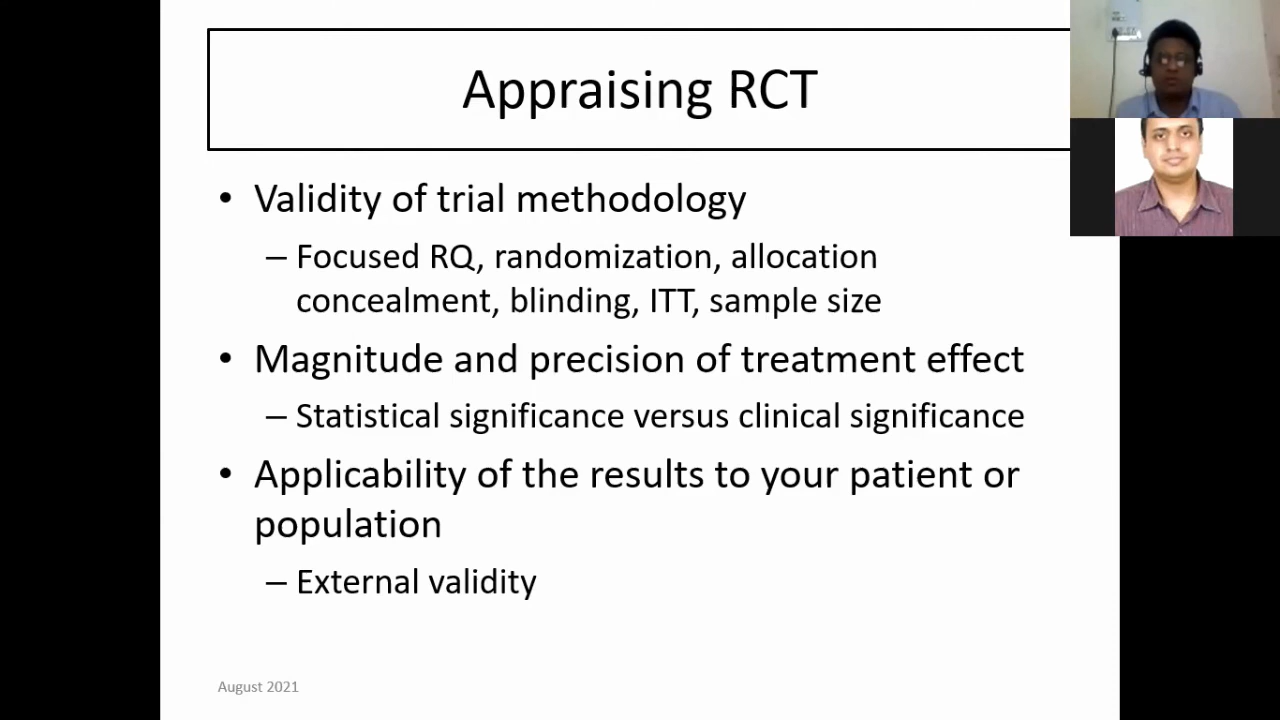 Appraising RCT
• Validity of trial methodology
– Focused RQ, randomization, allocation
concealment, blinding, ITT, sample size
• Magnitude and precision of treatment effect
– Statistical significance versus clinical significance
• Applicability of the results to your patient or
population
– External validity
August 2021